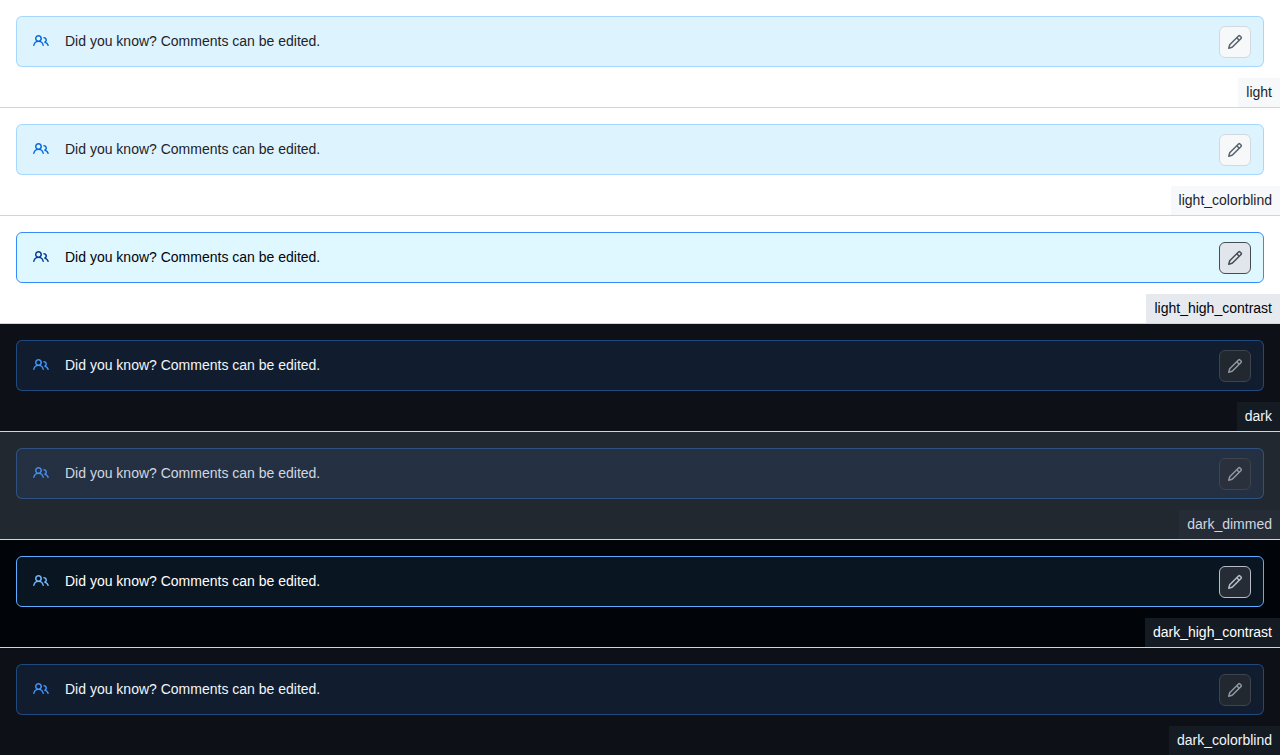 Did you know? Comments can be edited.
light
Did you know? Comments can be edited.
light_colorblind
Did you know? Comments can be edited.
light_high_contrast
Did you know? Comments can be edited.
dark
Did you know? Comments can be edited.
dark_dimmed
Did you know? Comments can be edited.
dark_high_contrast
Did you know? Comments can be edited.
dark_colorblind